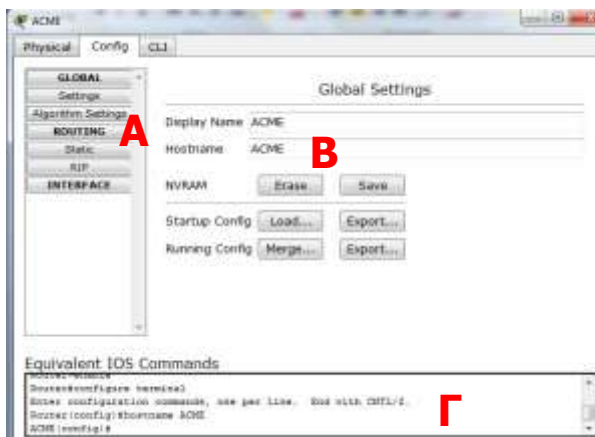 ACME
Physical Config CLI
GLOBAL
Settings
Algorithm Settings
ROUTING
Static
RIP
INTERFACE
A
Global Settings
Display Name ACME
Hostname ACME
B
NVRAM Erase Save
Startup Config Load... Export...
Running Config Merge... Export...
Equivalent IOS Commands
Router#configure terminal
Enter configuration commands, one per line. End with CNTL/Z.
Router(config)#hostname ACME
ACME(config)#
Γ